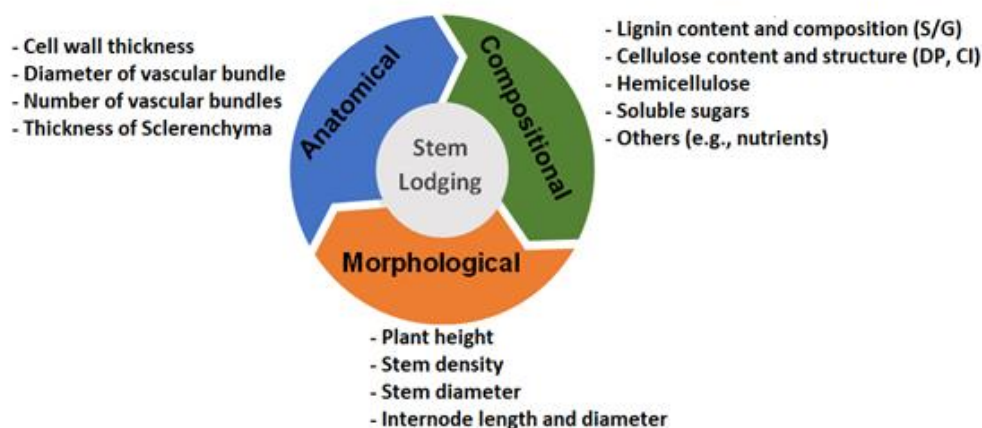 - Cell wall thickness
- Diameter of vascular bundle
- Number of vascular bundles
- Thickness of Sclerenchyma
Anatomical
Compositional
- Lignin content and composition (S/G)
- Cellulose content and structure (DP, CI)
- Hemicellulose
- Soluble sugars
- Others (e.g., nutrients)
Stem
Lodging
Morphological
- Plant height
- Stem density
- Stem diameter
- Internode length and diameter